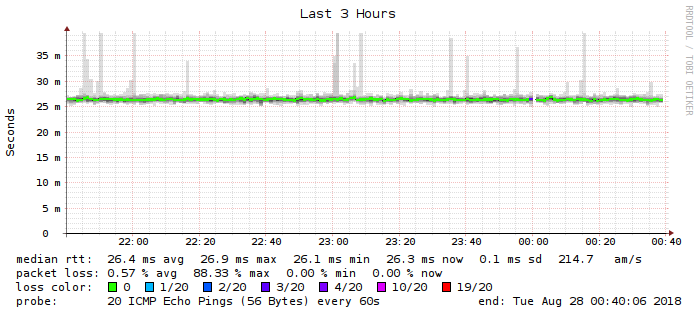 Last 3 Hours
RRDTOOL / TOBI OETIKER
Seconds
35 m
30 m
25 m
20 m
15 m
10 m
5 m
0
22:00 22:20 22:40 23:00 23:20 23:40 00:00 00:20 00:40
median rtt: 26.4 ms avg 26.9 ms max 26.1 ms min 26.3 ms now 0.1 ms sd 214.7 am/s
packet loss: 0.57 % avg 88.33 % max 0.00 % min 0.00 % now
loss color: 0 1/20 2/20 3/20 4/20 10/20 19/20
probe: 20 ICMP Echo Pings (56 Bytes) every 60s end: Tue Aug 28 00:40:06 2018